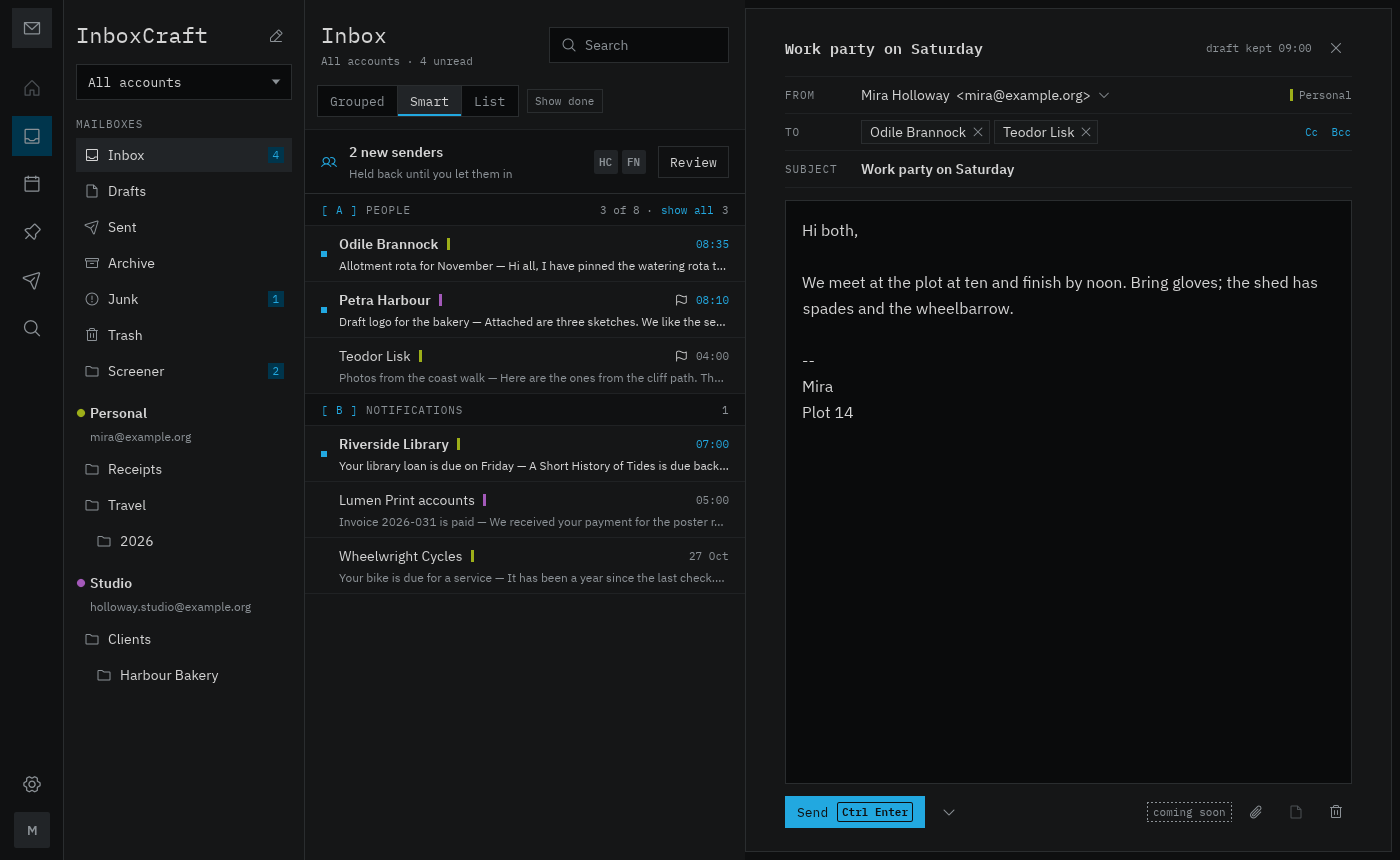 InboxCraft
All accounts
MAILBOXES
Inbox 4
Drafts
Sent
Archive
Junk 1
Trash
Screener 2
Personal
mira@example.org
Receipts
Travel
2026
Studio
holloway.studio@example.org
Clients
Harbour Bakery
M
Inbox
All accounts · 4 unread
Search
Grouped Smart List Show done
2 new senders
Held back until you let them in
HC FN Review
[ A ] PEOPLE 3 of 8 · show all 3
Odile Brannock 08:35
Allotment rota for November — Hi all, I have pinned the watering rota t…
Petra Harbour 08:10
Draft logo for the bakery — Attached are three sketches. We like the se…
Teodor Lisk 04:00
Photos from the coast walk — Here are the ones from the cliff path. Th…
[ B ] NOTIFICATIONS 1
Riverside Library 07:00
Your library loan is due on Friday — A Short History of Tides is due back…
Lumen Print accounts 05:00
Invoice 2026-031 is paid — We received your payment for the poster r…
Wheelwright Cycles 27 Oct
Your bike is due for a service — It has been a year since the last check.…
Work party on Saturday draft kept 09:00
FROM Mira Holloway <mira@example.org> Personal
TO Odile Brannock Teodor Lisk Cc Bcc
SUBJECT Work party on Saturday
Hi both,
We meet at the plot at ten and finish by noon. Bring gloves; the shed has
spades and the wheelbarrow.
--
Mira
Plot 14
Send Ctrl Enter coming soon